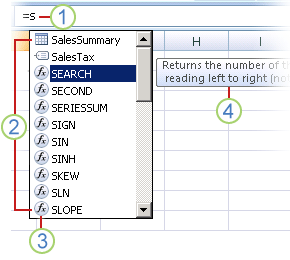 =s
1
SalesSummary
H
I
SalesTax
SEARCH
Returns the number of t
reading left to right (no
SECOND
SERIESSUM
4
2
SIGN
SIN
SINH
SKEW
SLN
SLOPE
3